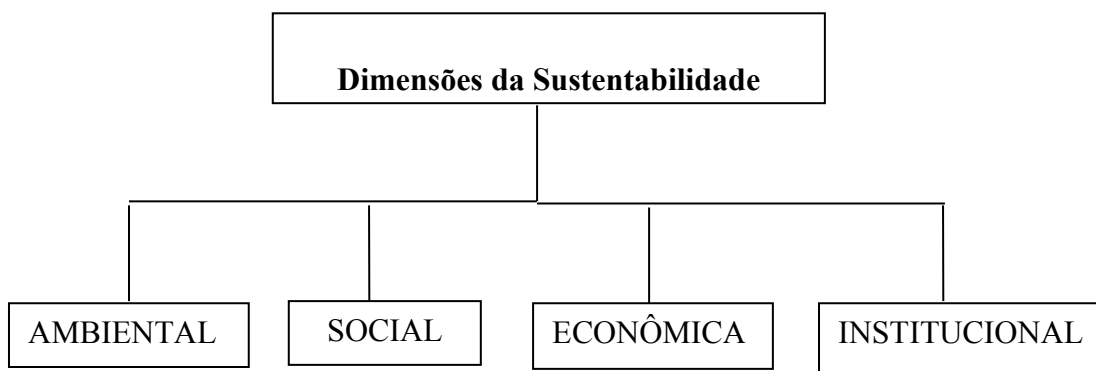 Dimensões da Sustentabilidade
AMBIENTAL
SOCIAL
ECONÔMICA
INSTITUCIONAL